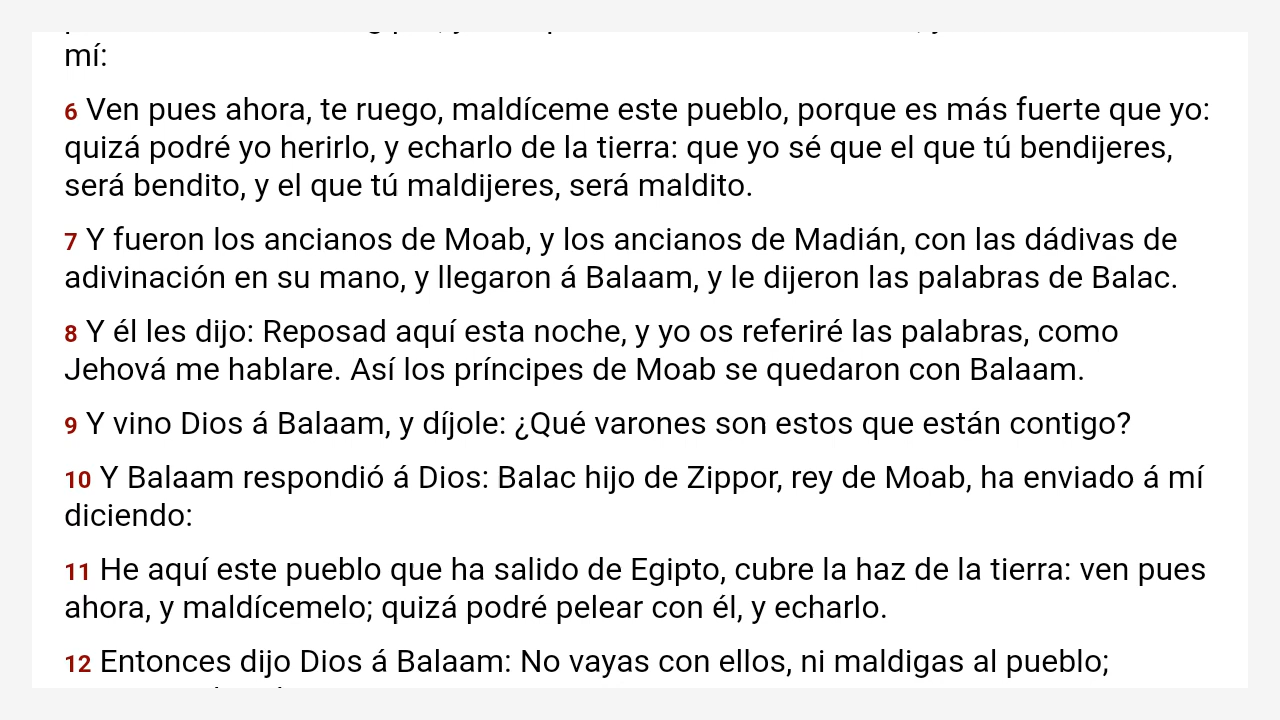 mí:
6 Ven pues ahora, te ruego, maldíceme este pueblo, porque es más fuerte que yo:
quizá podré yo herirlo, y echarlo de la tierra: que yo sé que el que tú bendijeres,
será bendito, y el que tú maldijeres, será maldito.
7 Y fueron los ancianos de Moab, y los ancianos de Madián, con las dádivas de
adivinación en su mano, y llegaron á Balaam, y le dijeron las palabras de Balac.
8 Y él les dijo: Reposad aquí esta noche, y yo os referiré las palabras, como
Jehová me hablare. Así los príncipes de Moab se quedaron con Balaam.
9 Y vino Dios á Balaam, y díjole: ¿Qué varones son estos que están contigo?
10 Y Balaam respondió á Dios: Balac hijo de Zippor, rey de Moab, ha enviado á mí
diciendo:
11 He aquí este pueblo que ha salido de Egipto, cubre la haz de la tierra: ven pues
ahora, y maldícemelo; quizá podré pelear con él, y echarlo.
12 Entonces dijo Dios á Balaam: No vayas con ellos, ni maldigas al pueblo;